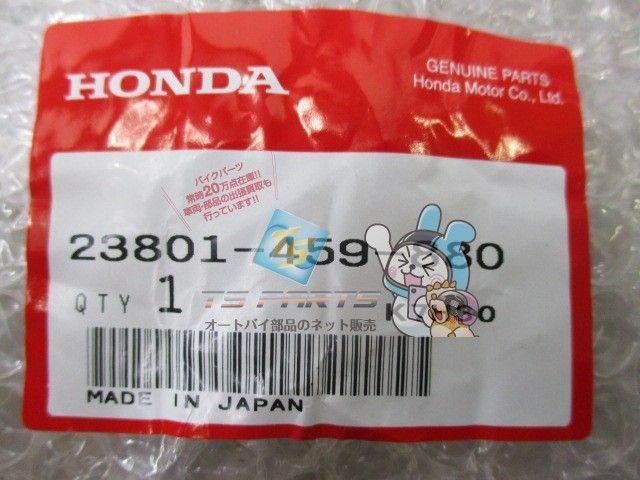 HONDA
GENUINE PARTS
Honda Motor Co., Ltd.
バイクパーツ
常時20万点在庫!!
車両・部品の出張買取も
行っています!!
QTY 1
TS PARTS
オートバイ部品のネット販売
MADE IN JAPAN